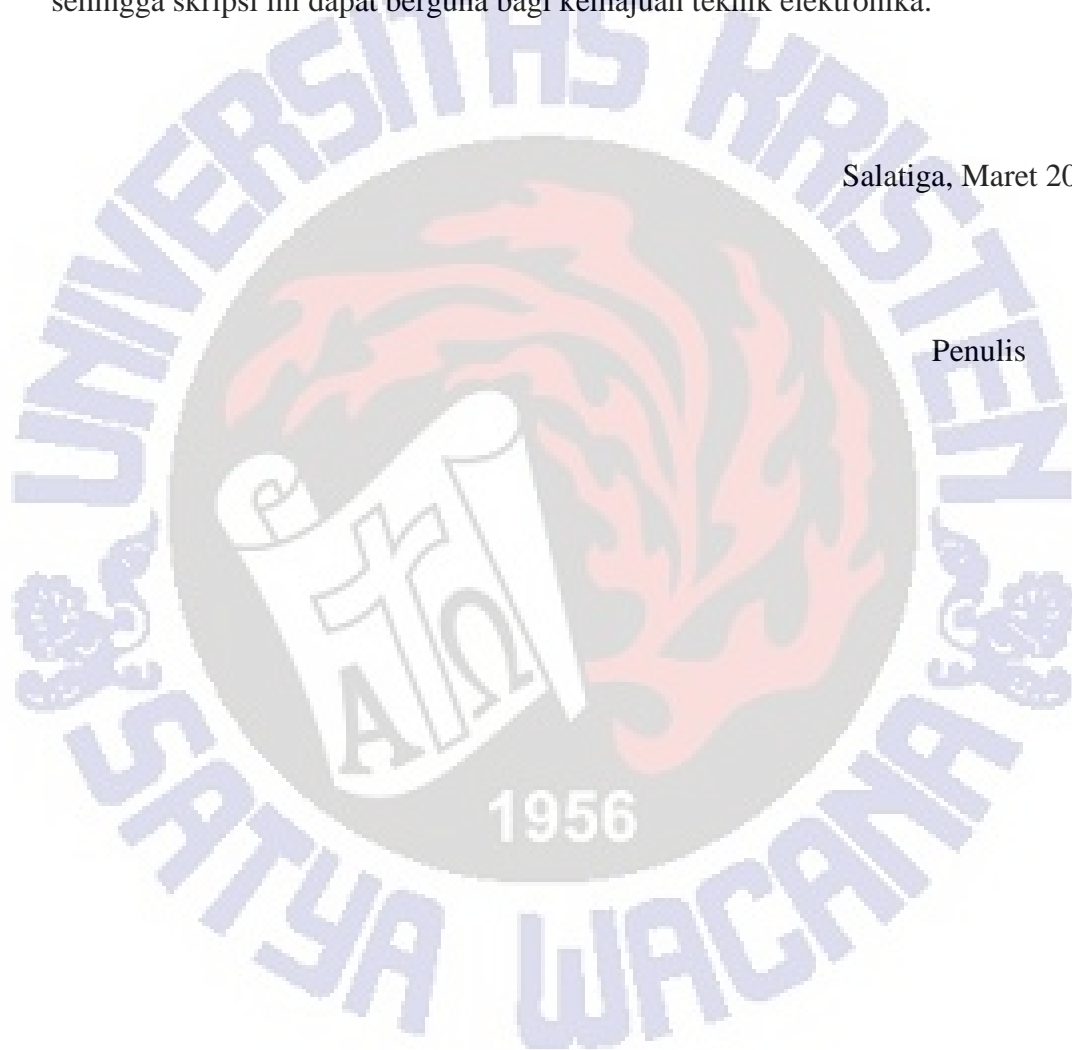 sehingga skripsi ini dapat berguna bagi kemajuan teknik elektronika.
Salatiga, Maret 20
Penulis
UNIVERSITAS KRISTEN
SATYA WACANA
1956
Α Ω